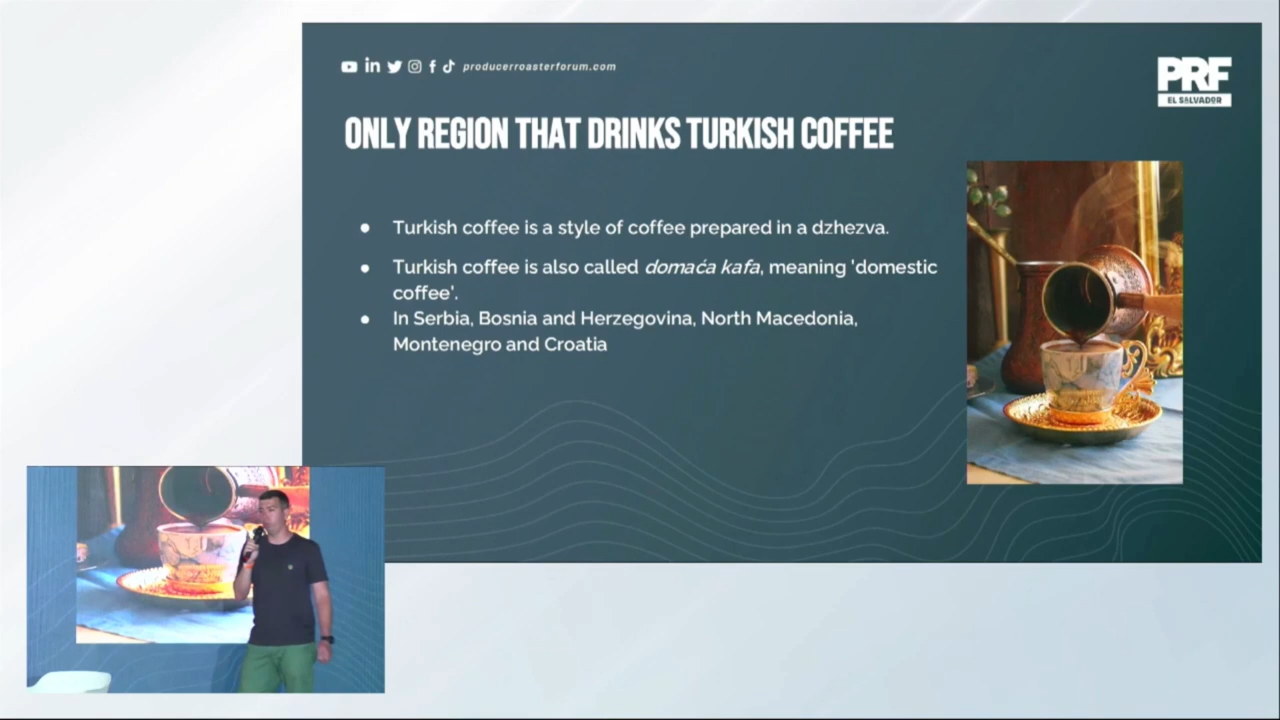 producerroasterforum.com
PRF
EL SALVADOR
ONLY REGION THAT DRINKS TURKISH COFFEE
● Turkish coffee is a style of coffee prepared in a dzhezva.
● Turkish coffee is also called domaća kafa, meaning 'domestic
coffee'.
● In Serbia, Bosnia and Herzegovina, North Macedonia,
Montenegro and Croatia